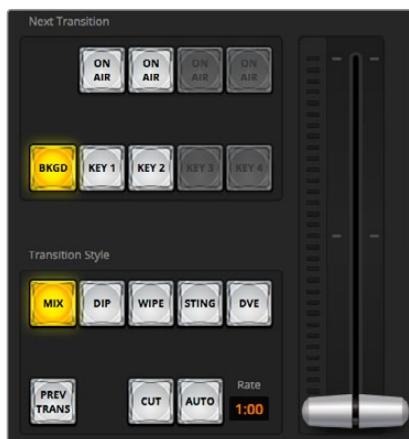 Next Transition
ON AIR ON AIR ON AIR ON AIR
BKGD KEY 1 KEY 2 KEY 3 KEY 4
Transition Style
MIX DIP WIPE STING DVE
PREV TRANS CUT AUTO Rate 1:00